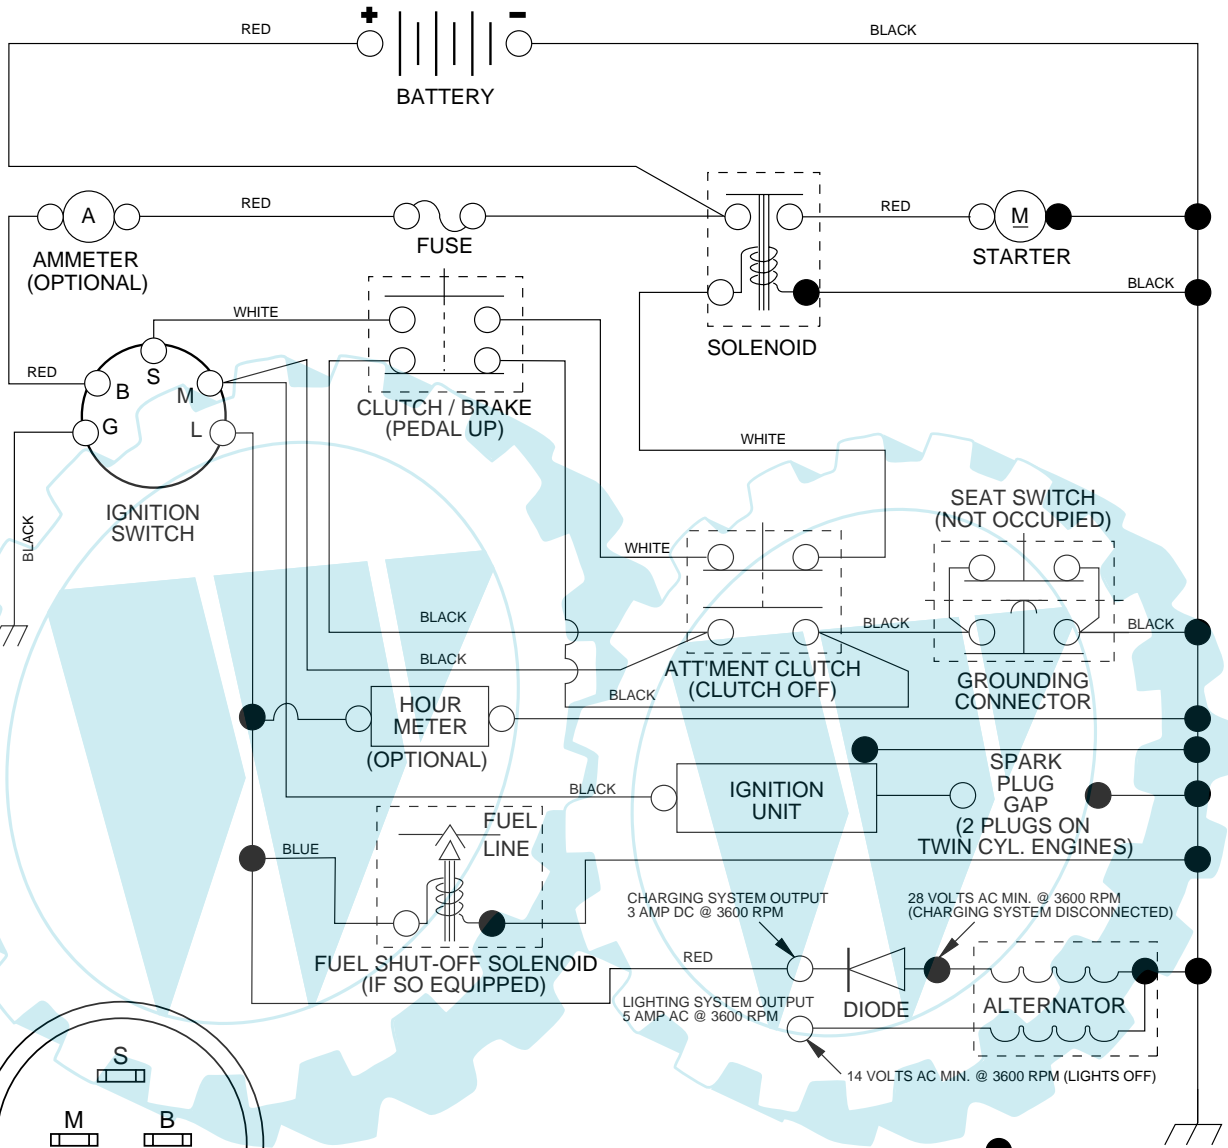 + -
RED
BLACK
BATTERY
A
RED
FUSE
RED
M
AMMETER
(OPTIONAL)
STARTER
BLACK
WHITE
SOLENOID
RED
B
S
M
G
L
CLUTCH / BRAKE
(PEDAL UP)
WHITE
IGNITION
SWITCH
BLACK
SEAT SWITCH
(NOT OCCUPIED)
WHITE
BLACK
BLACK
BLACK
BLACK
ATT'MENT CLUTCH
(CLUTCH OFF)
GROUNDING
CONNECTOR
BLACK
HOUR
METER
(OPTIONAL)
BLACK
IGNITION
UNIT
SPARK
PLUG
GAP
(2 PLUGS ON
TWIN CYL. ENGINES)
FUEL
LINE
BLUE
CHARGING SYSTEM OUTPUT
3 AMP DC @ 3600 RPM
28 VOLTS AC MIN. @ 3600 RPM
(CHARGING SYSTEM DISCONNECTED)
FUEL SHUT-OFF SOLENOID
(IF SO EQUIPPED)
RED
DIODE
ALTERNATOR
LIGHTING SYSTEM OUTPUT
5 AMP AC @ 3600 RPM
14 VOLTS AC MIN. @ 3600 RPM (LIGHTS OFF)
S
M
B